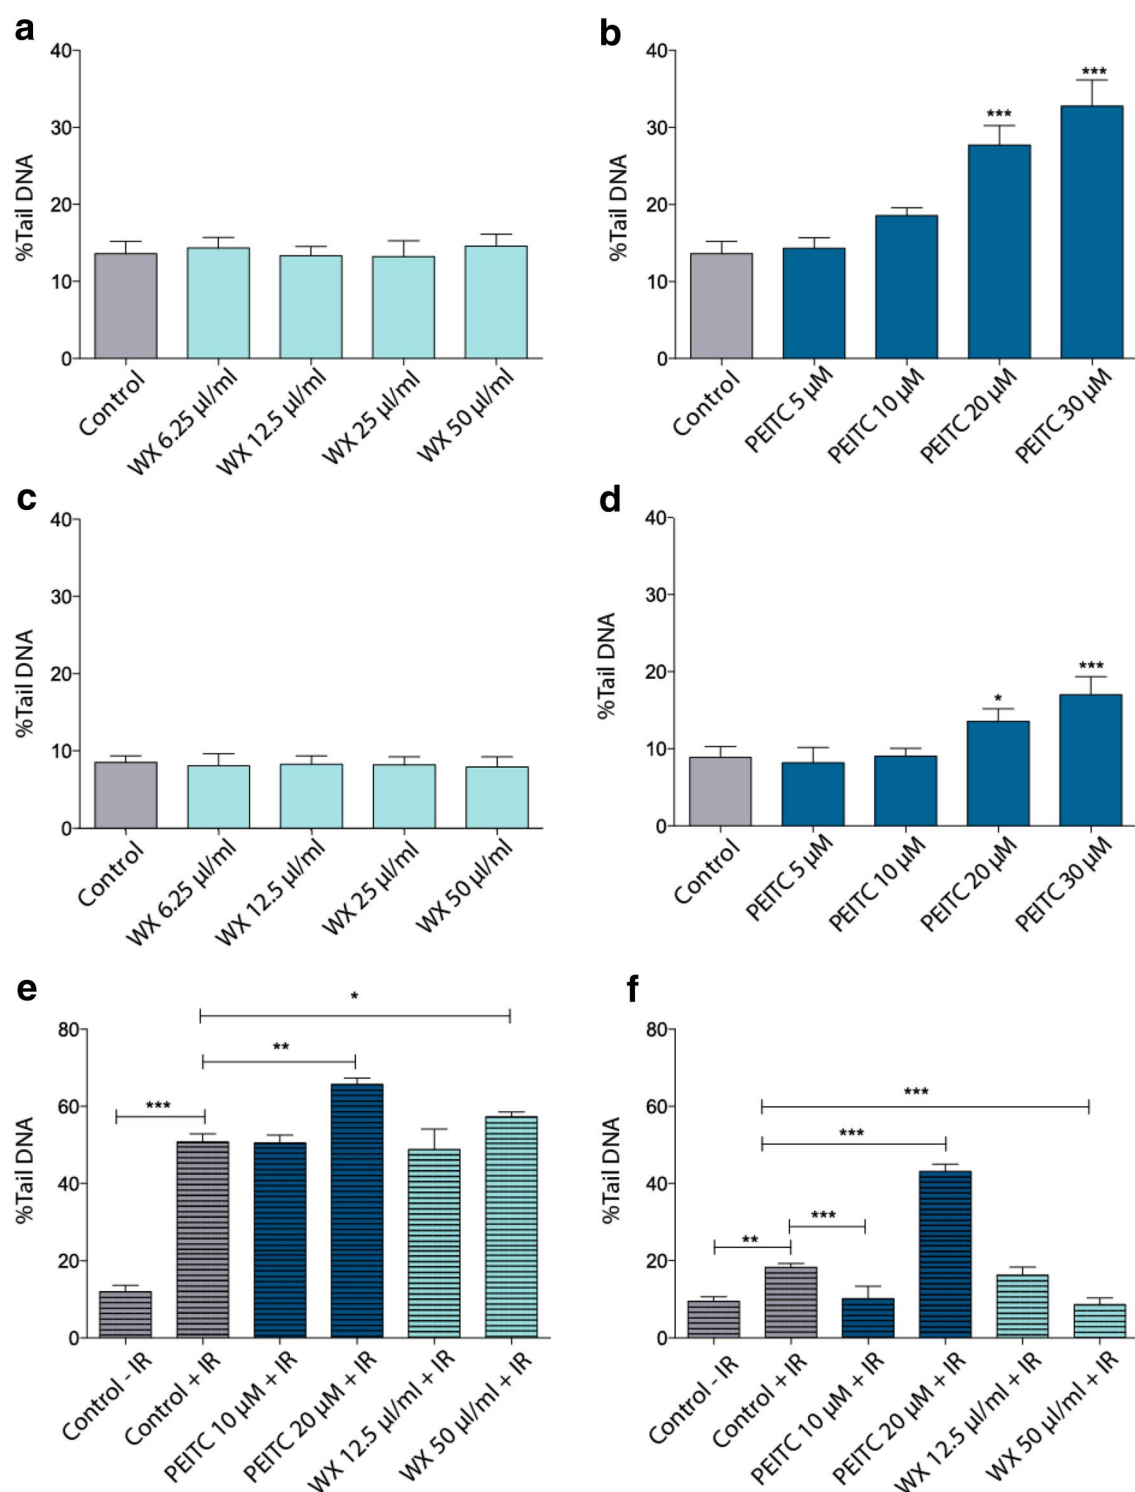 a
40
30
20
10
0
%Tail DNA
Control
WX 6.25 µl/ml
WX 12.5 µl/ml
WX 25 µl/ml
WX 50 µl/ml
b
40
30
20
10
0
%Tail DNA
***
***
Control
PEITC 5 µM
PEITC 10 µM
PEITC 20 µM
PEITC 30 µM
c
40
30
20
10
0
%Tail DNA
Control
WX 6.25 µl/ml
WX 12.5 µl/ml
WX 25 µl/ml
WX 50 µl/ml
d
40
30
20
10
0
%Tail DNA
*
***
Control
PEITC 5 µM
PEITC 10 µM
PEITC 20 µM
PEITC 30 µM
e
80
60
40
20
0
%Tail DNA
*
**
***
Control - IR
Control + IR
PEITC 10 µM + IR
PEITC 20 µM + IR
WX 12.5 µl/ml + IR
WX 50 µl/ml + IR
f
80
60
40
20
0
%Tail DNA
***
***
***
**
Control - IR
Control + IR
PEITC 10 µM + IR
PEITC 20 µM + IR
WX 12.5 µl/ml + IR
WX 50 µl/ml + IR